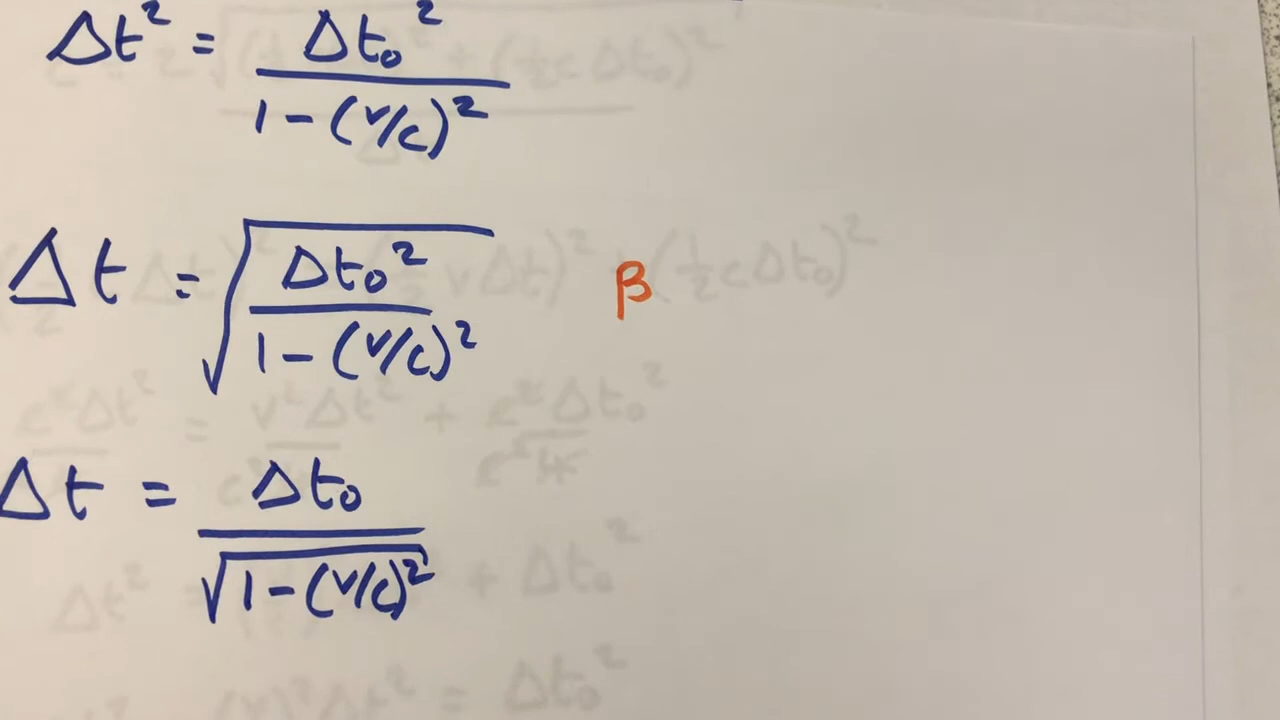 Δt² = Δt₀² / 1 - (v/c)²
Δt = √(Δt₀² / 1 - (v/c)²) β
Δt = Δt₀ / √(1 - (v/c)²)